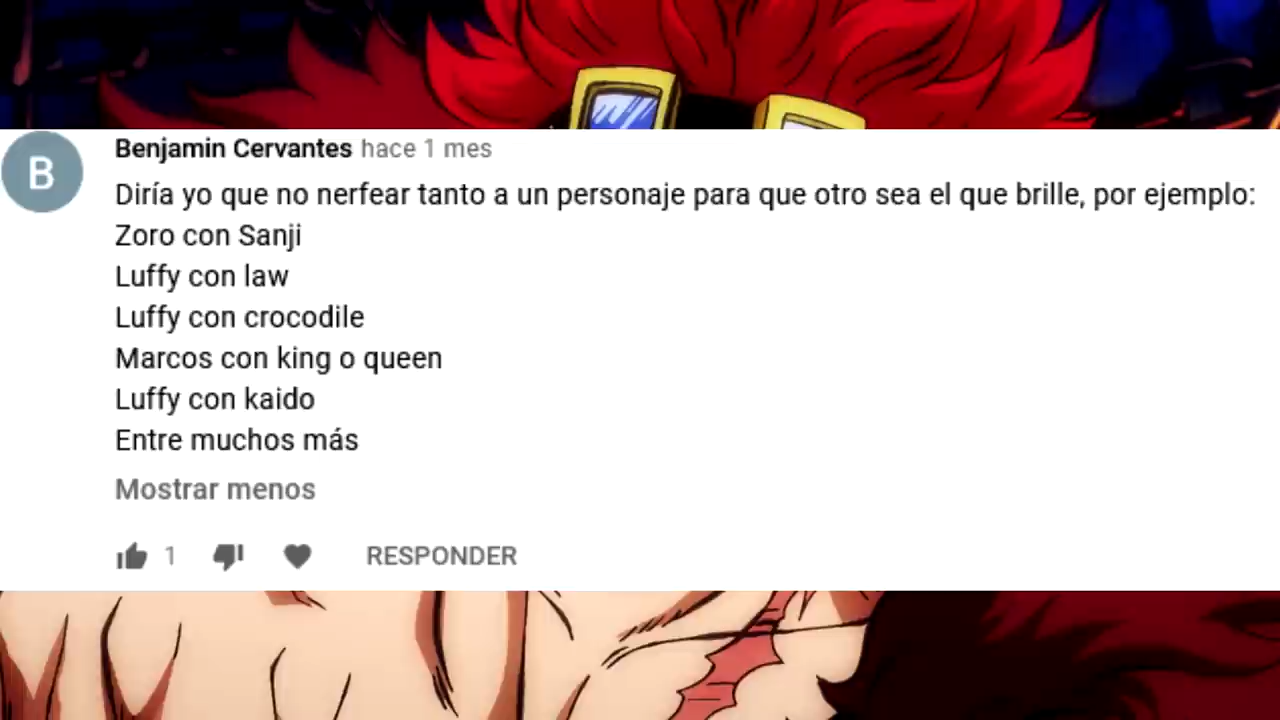 B
Benjamin Cervantes hace 1 mes
Diría yo que no nerfear tanto a un personaje para que otro sea el que brille, por ejemplo:
Zoro con Sanji
Luffy con law
Luffy con crocodile
Marcos con king o queen
Luffy con kaido
Entre muchos más
Mostrar menos
1 RESPONDER